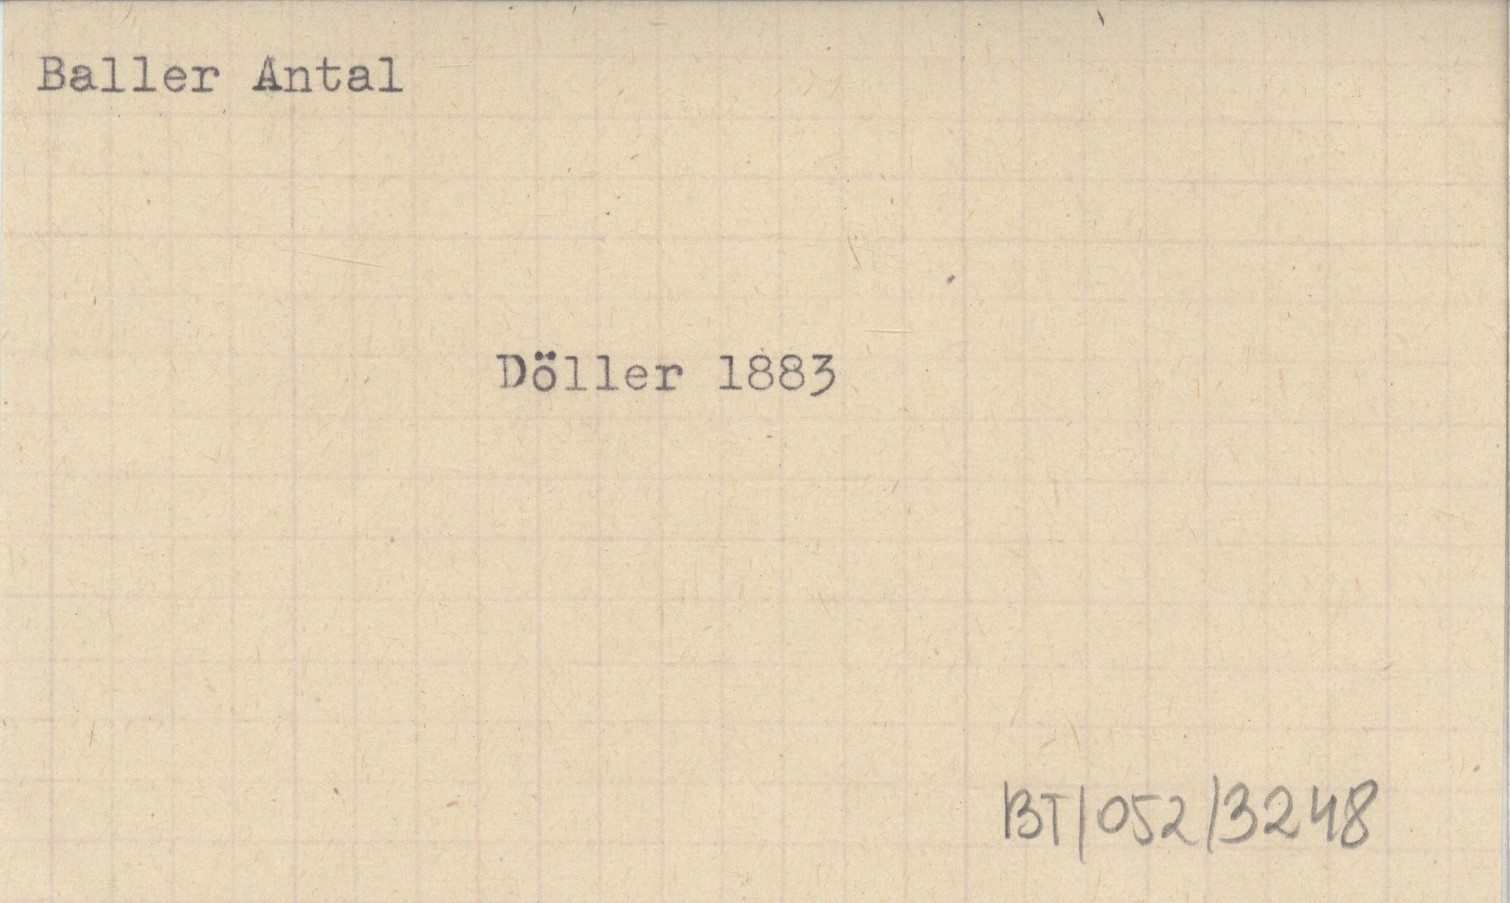 Baller Antal
Döller 1883
BT/052/3248